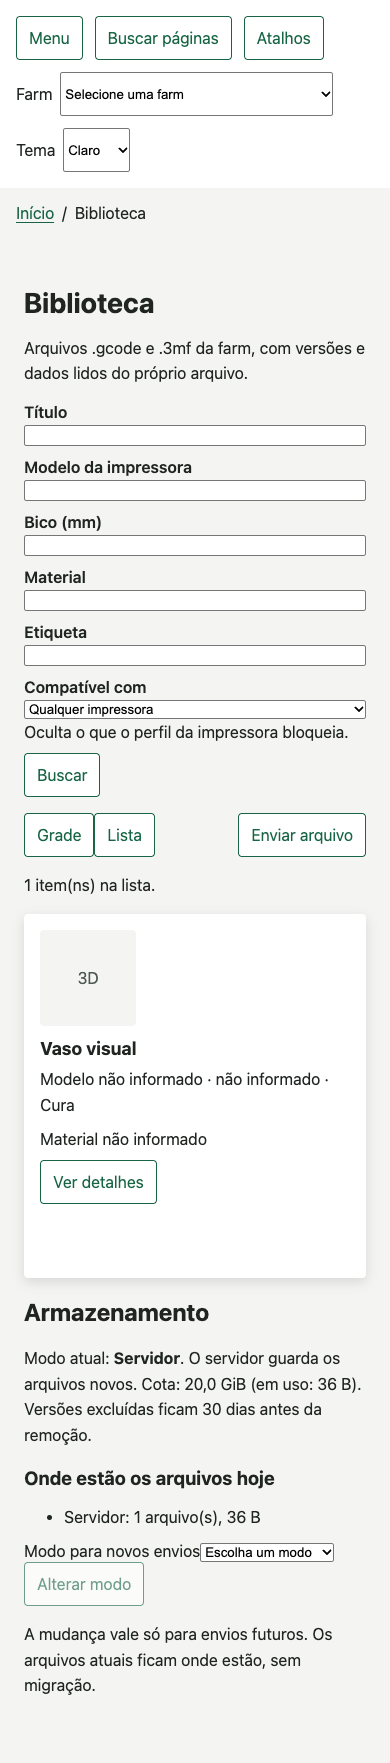 Menu
Buscar páginas
Atalhos
Farm
Selecione uma farm
Tema
Claro
Início / Biblioteca
Biblioteca
Arquivos .gcode e .3mf da farm, com versões e
dados lidos do próprio arquivo.
Título
Modelo da impressora
Bico (mm)
Material
Etiqueta
Compatível com
Qualquer impressora
Oculta o que o perfil da impressora bloqueia.
Buscar
Grade
Lista
Enviar arquivo
1 item(ns) na lista.
3D
Vaso visual
Modelo não informado · não informado ·
Cura
Material não informado
Ver detalhes
Armazenamento
Modo atual: Servidor. O servidor guarda os
arquivos novos. Cota: 20,0 GiB (em uso: 36 B).
Versões excluídas ficam 30 dias antes da
remoção.
Onde estão os arquivos hoje
• Servidor: 1 arquivo(s), 36 B
Modo para novos envios
Escolha um modo
Alterar modo
A mudança vale só para envios futuros. Os
arquivos atuais ficam onde estão, sem
migração.